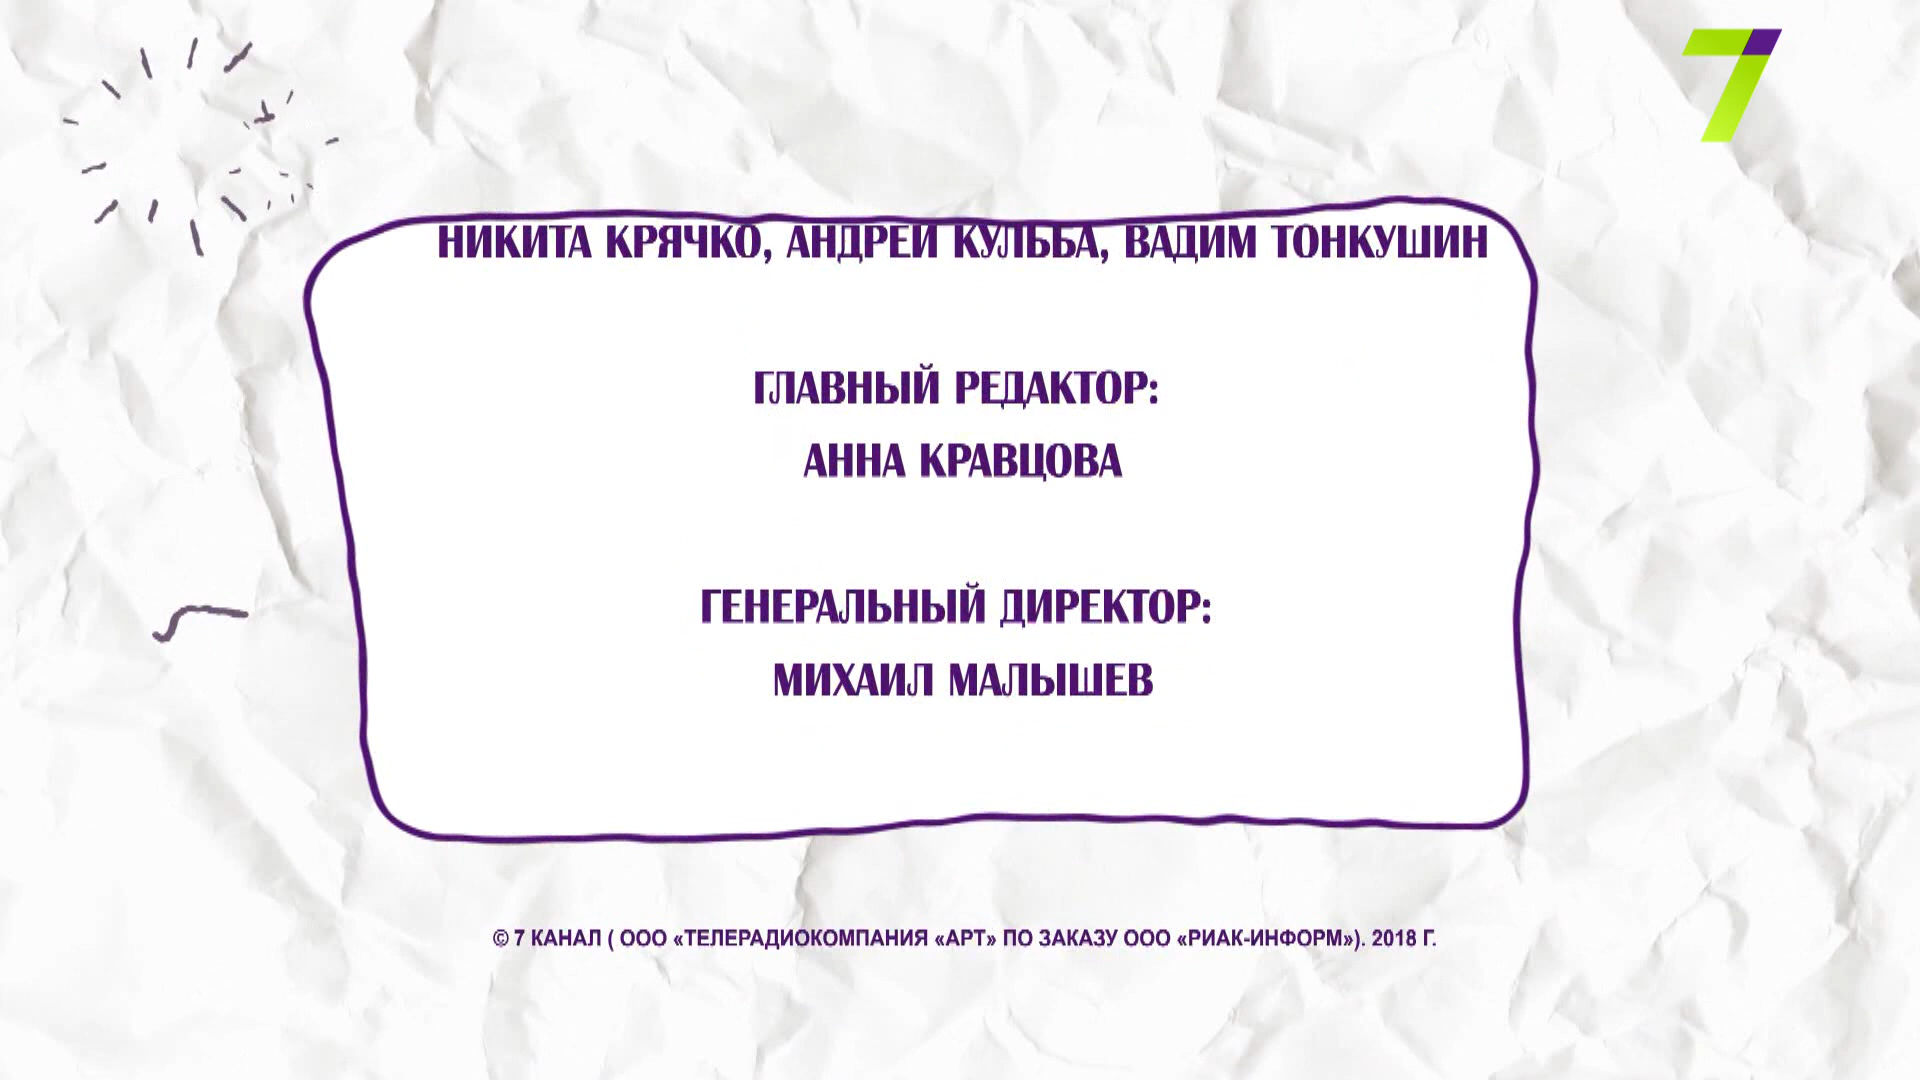 7
НИКИТА КРЯЧКО, АНДРЕЙ КУЛЬБА, ВАДИМ ТОНКУШИН
ГЛАВНЫЙ РЕДАКТОР:
АННА КРАВЦОВА
ГЕНЕРАЛЬНЫЙ ДИРЕКТОР:
МИХАИЛ МАЛЫШЕВ
© 7 КАНАЛ ( ООО «ТЕЛЕРАДИОКОМПАНИЯ «АРТ» ПО ЗАКАЗУ ООО «РИАК-ИНФОРМ»). 2018 Г.